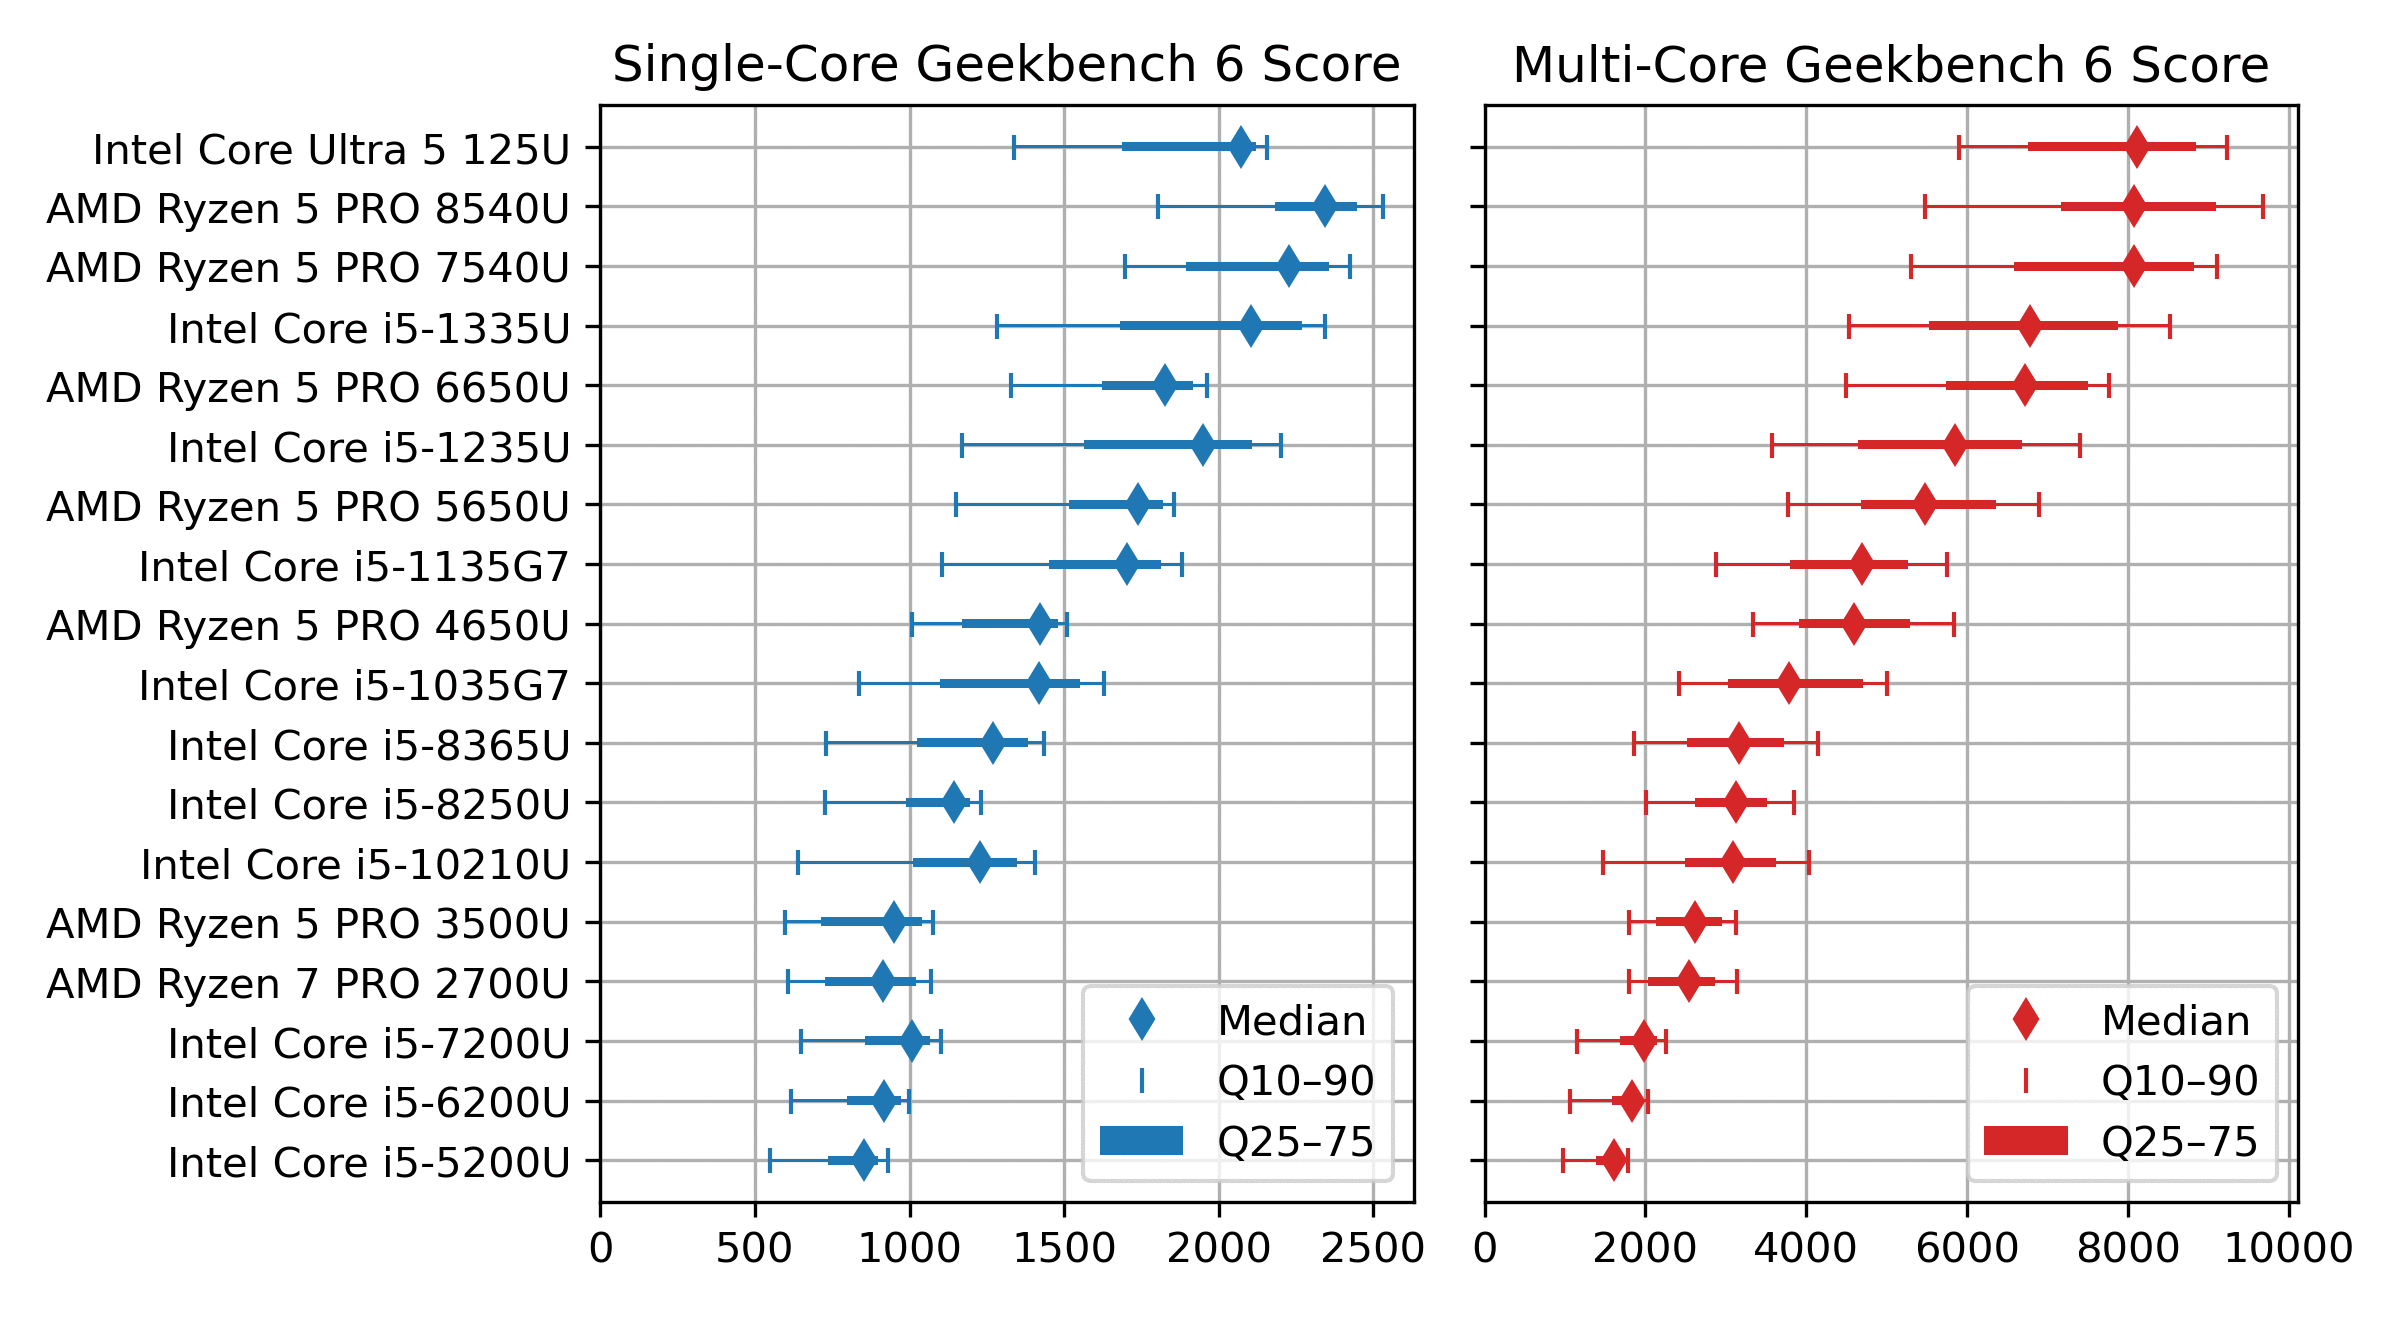 Single-Core Geekbench 6 Score
Multi-Core Geekbench 6 Score
Intel Core Ultra 5 125U
AMD Ryzen 5 PRO 8540U
AMD Ryzen 5 PRO 7540U
Intel Core i5-1335U
AMD Ryzen 5 PRO 6650U
Intel Core i5-1235U
AMD Ryzen 5 PRO 5650U
Intel Core i5-1135G7
AMD Ryzen 5 PRO 4650U
Intel Core i5-1035G7
Intel Core i5-8365U
Intel Core i5-8250U
Intel Core i5-10210U
AMD Ryzen 5 PRO 3500U
AMD Ryzen 7 PRO 2700U
Intel Core i5-7200U
Intel Core i5-6200U
Intel Core i5-5200U
Median
Q10–90
Q25–75
Median
Q10–90
Q25–75
0 500 1000 1500 2000 2500
0 2000 4000 6000 8000 10000